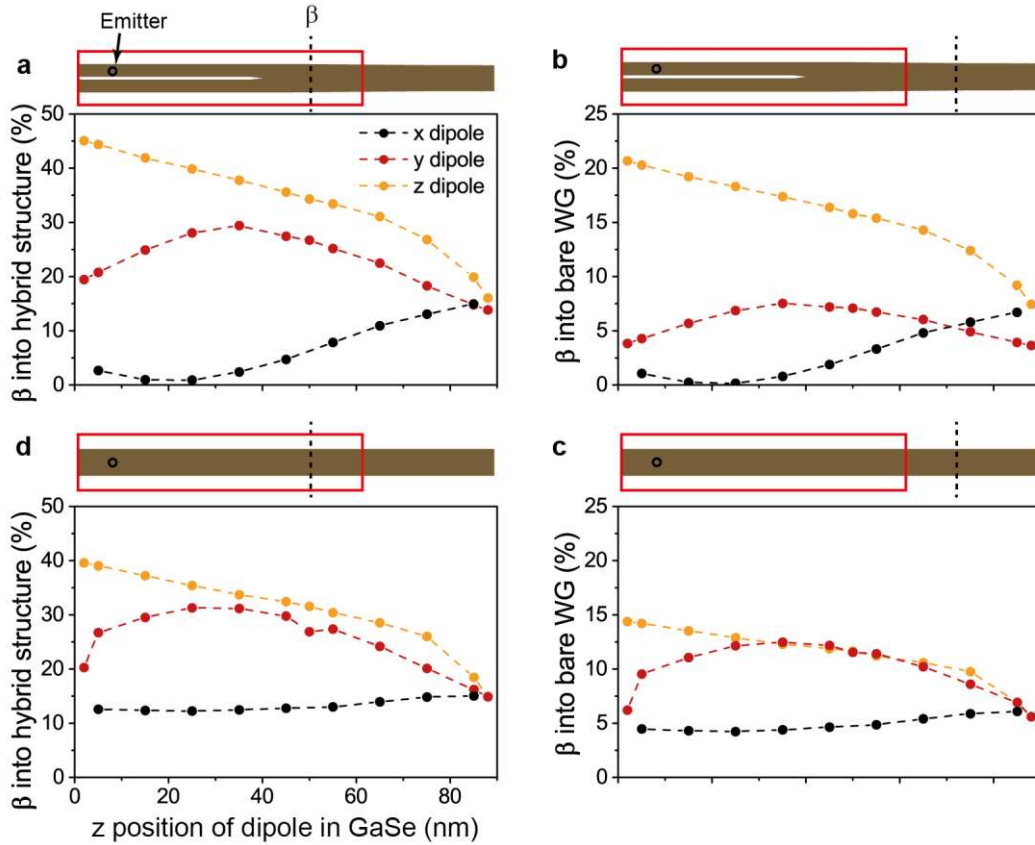 Emitter
β
a
b
50
40
30
20
10
0
β into hybrid structure (%)
x dipole
y dipole
z dipole
25
20
15
10
5
0
β into bare WG (%)
d
c
50
40
30
20
10
0
β into hybrid structure (%)
0 20 40 60 80
z position of dipole in GaSe (nm)
25
20
15
10
5
0
β into bare WG (%)